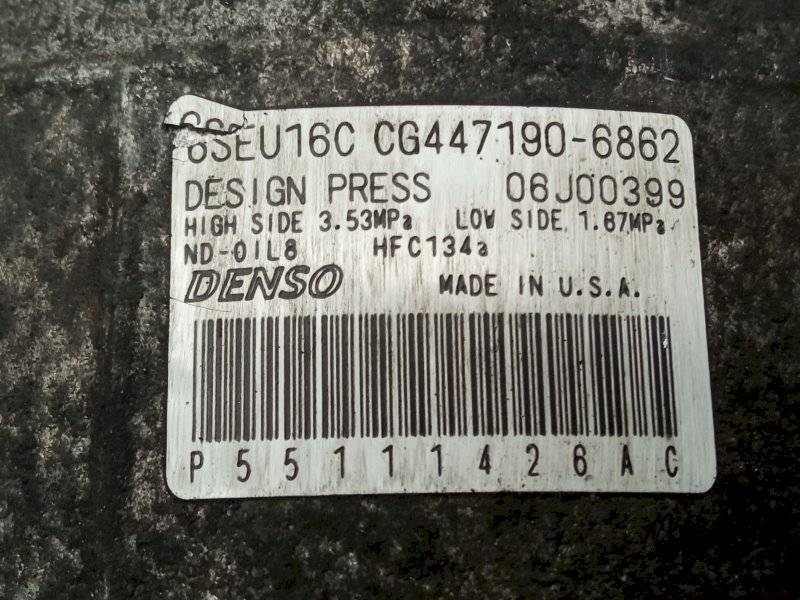 6SEU16C CG447190-6862
DESIGN PRESS 06J00399
HIGH SIDE 3.53MPa LOW SIDE 1.67MPa
ND-OIL8 HFC134a
DENSO MADE IN U.S.A.
P55111426AC